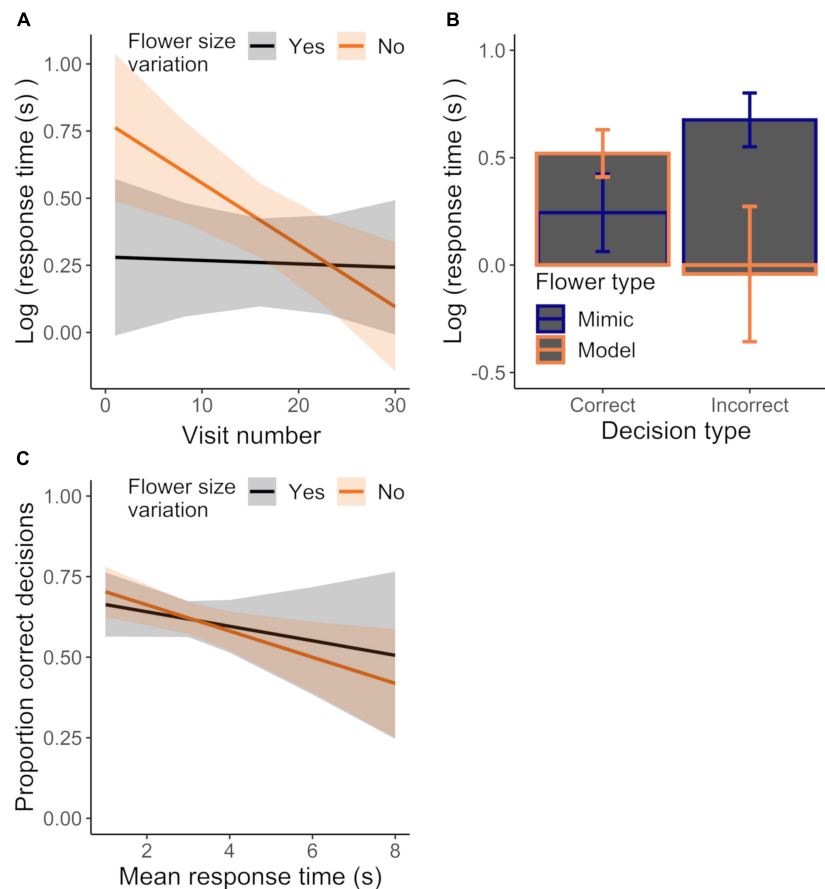 A
Flower size
variation
Yes
No
1.00
0.75
0.50
0.25
0.00
Log (response time (s) )
0
10
20
30
Visit number
B
1.0
0.5
0.0
-0.5
Log (response time (s) )
Flower type
Mimic
Model
Correct
Incorrect
Decision type
C
Flower size
variation
Yes
No
1.00
0.75
0.50
0.25
0.00
Proportion correct decisions
2
4
6
8
Mean response time (s)